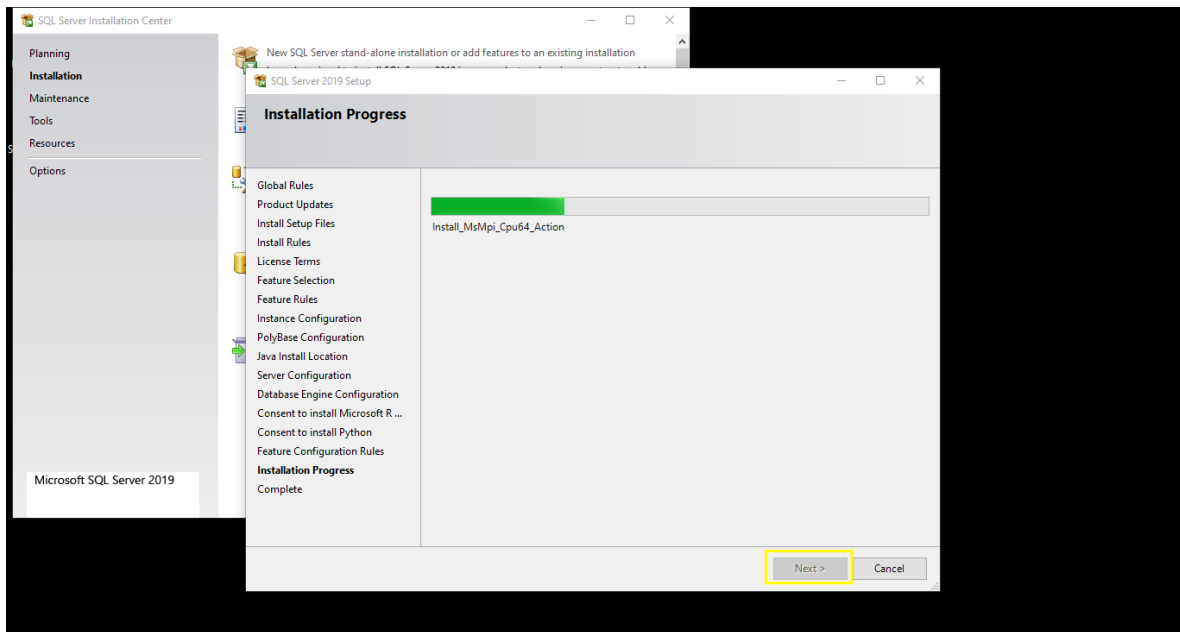 SQL Server Installation Center
Planning
Installation
Maintenance
Tools
Resources
Options
Microsoft SQL Server 2019
New SQL Server stand-alone installation or add features to an existing installation
SQL Server 2019 Setup
Installation Progress
Global Rules
Product Updates
Install Setup Files
Install Rules
License Terms
Feature Selection
Feature Rules
Instance Configuration
PolyBase Configuration
Java Install Location
Server Configuration
Database Engine Configuration
Consent to install Microsoft R ...
Consent to install Python
Feature Configuration Rules
Installation Progress
Complete
Install_MsMpi_Cpu64_Action
Next >
Cancel